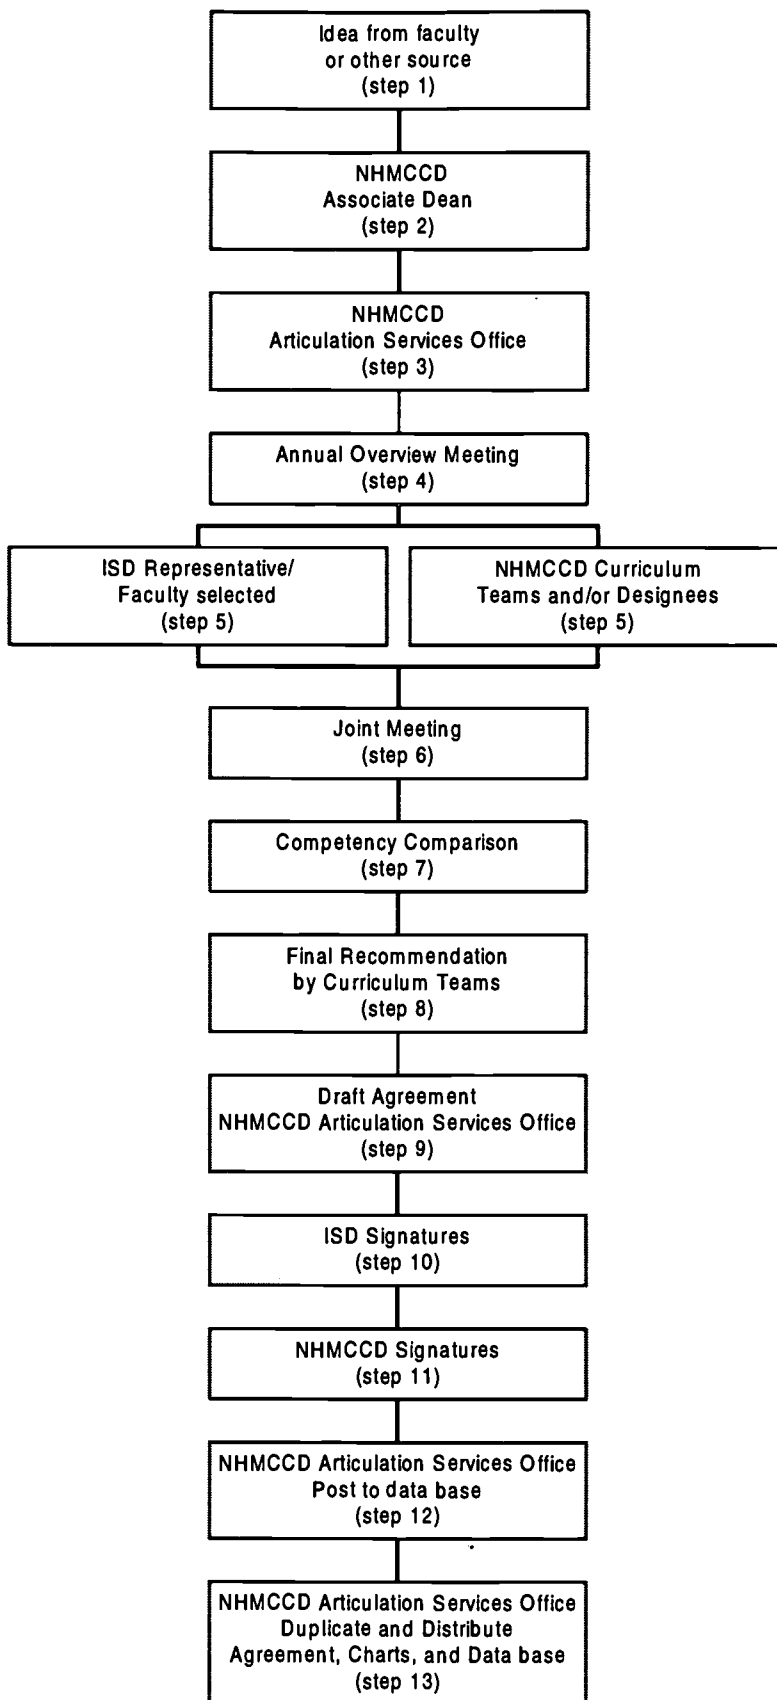 Idea from faculty
or other source
(step 1)
NHMCCD
Associate Dean
(step 2)
NHMCCD
Articulation Services Office
(step 3)
Annual Overview Meeting
(step 4)
ISD Representative/
Faculty selected
(step 5)
NHMCCD Curriculum
Teams and/or Designees
(step 5)
Joint Meeting
(step 6)
Competency Comparison
(step 7)
Final Recommendation
by Curriculum Teams
(step 8)
Draft Agreement
NHMCCD Articulation Services Office
(step 9)
ISD Signatures
(step 10)
NHMCCD Signatures
(step 11)
NHMCCD Articulation Services Office
Post to data base
(step 12)
NHMCCD Articulation Services Office
Duplicate and Distribute
Agreement, Charts, and Data base
(step 13)